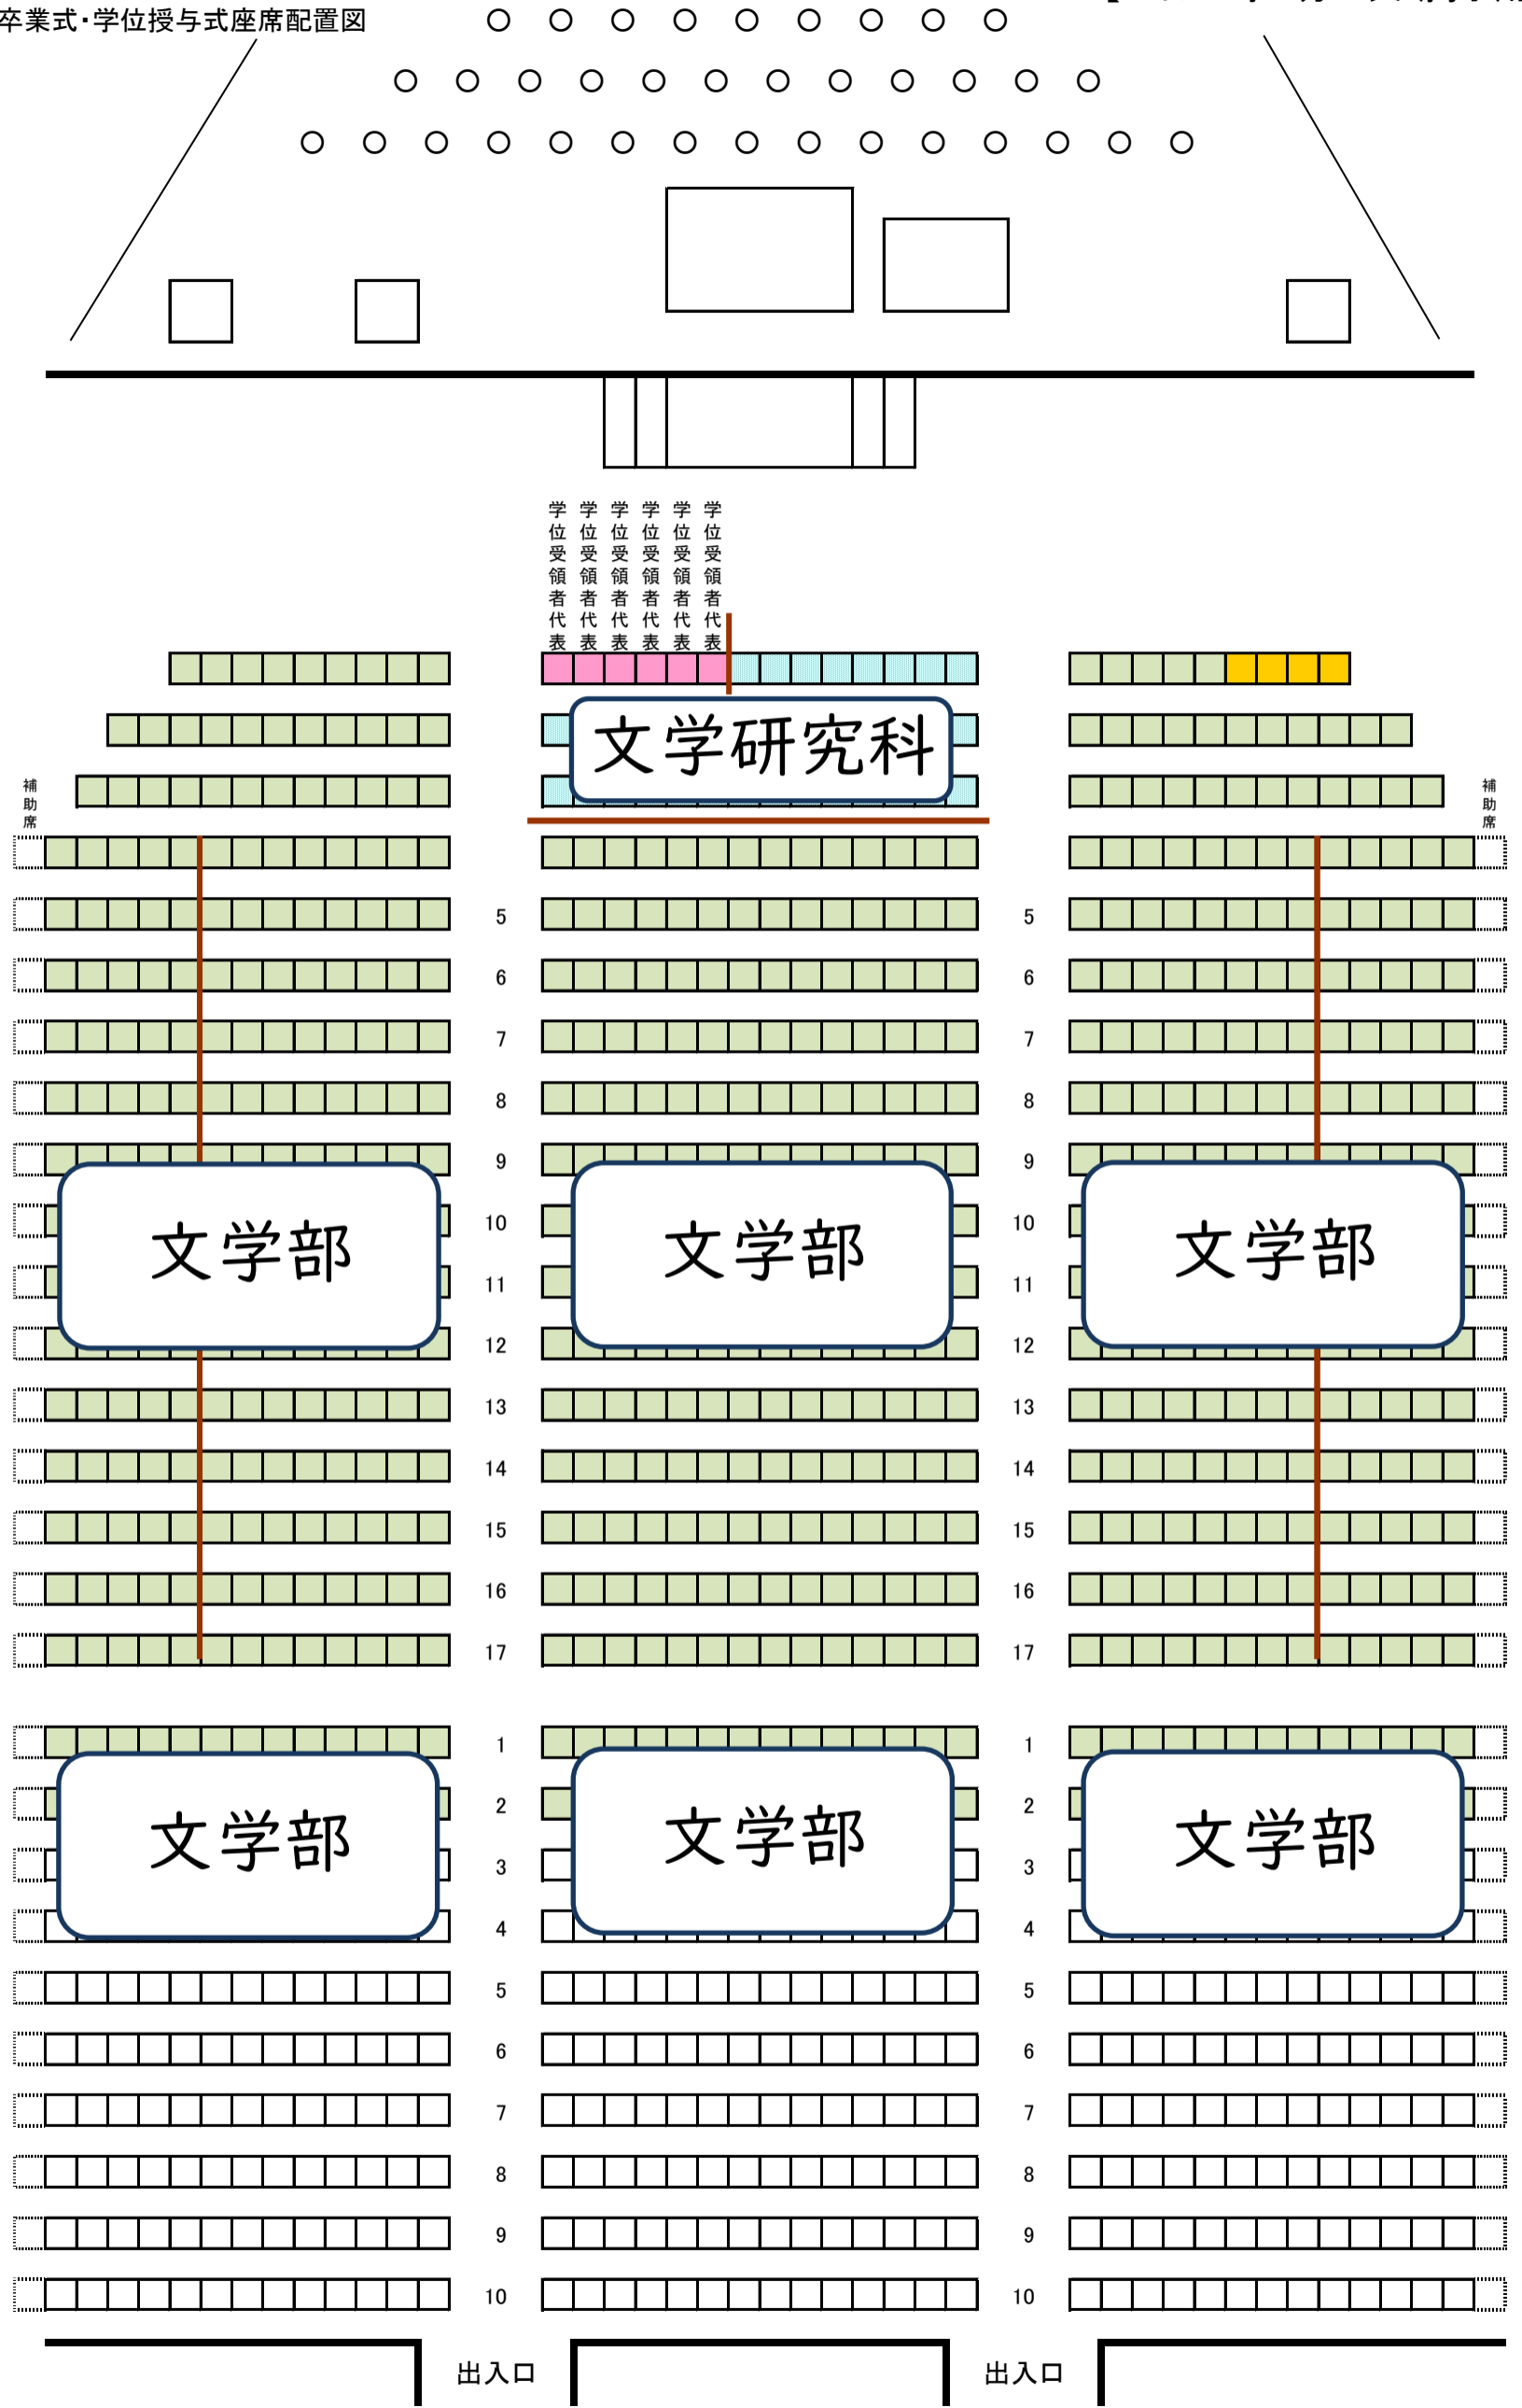 卒業式・学位授与式座席配置図
学位受領者代表
学位受領者代表
学位受領者代表
学位受領者代表
学位受領者代表
学位受領者代表
文学研究科
補助席
補助席
5 5
6 6
7 7
8 8
9 9
10 10
11 11
文学部 文学部 文学部
12 12
13 13
14 14
15 15
16 16
17 17
1 1
2 2
文学部 文学部 文学部
3 3
4 4
5 5
6 6
7 7
8 8
9 9
10 10
出入口 出入口